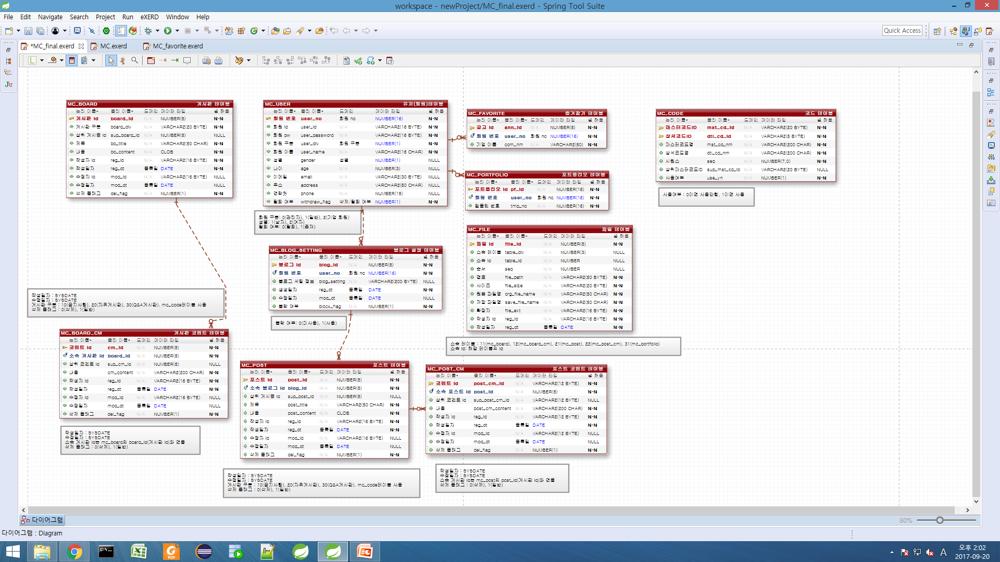 workspace - newProject/MC_final.exerd - Spring Tool Suite
File Edit Navigate Search Project Run eXERD Window Help
Quick Access
*MC_final.exerd MC.exerd MC_favorite.exerd
MC_BOARD 게시판 테이블
논리 이름* 물리 이름* 도메인 데이터 타입 널 허용
게시판 id board_id N/A NUMBER(8) N-N
게시판 구분 board_div N/A VARCHAR2(20 BYTE) N-N
상위 게시글 id sup_board_id N/A NUMBER(8) NULL
제목 bo_title N/A VARCHAR2(50 CHAR) N-N
내용 bo_content N/A CLOB N-N
작성자 id reg_id N/A VARCHAR2(16 BYTE) N-N
작성일자 reg_dt 등록일 DATE N-N
수정자 id mod_id N/A VARCHAR2(16 BYTE) NULL
수정일자 mod_dt 등록일 DATE NULL
삭제 플래그 del_flag N/A NUMBER(1) N-N
MC_USER 유저(회원)테이블
논리 이름* 물리 이름* 도메인 데이터 타입 널 허용
회원 번호 user_no 회원 no NUMBER(16) N-N
회원 id user_id N/A VARCHAR2(16 BYTE) N-N
회원 pw user_password N/A VARCHAR2(16 BYTE) N-N
회원 구분 user_div 회원 구분 NUMBER(1) N-N
회원 이름 user_name N/A VARCHAR2(16 CHAR) N-N
성별 gender 성별 NUMBER(1) NULL
나이 age N/A NUMBER(3) NULL
이메일 email N/A VARCHAR2(30 BYTE) NULL
주소 address N/A VARCHAR2(50 CHAR) NULL
연락처 phone N/A NUMBER(15) NULL
탈퇴 여부 withdraw_flag 삭제/탈퇴 여부 NUMBER(1) N-N
MC_FAVORITE 즐겨찾기 테이블
논리 이름* 물리 이름* 도메인 데이터 타입 널 허용
공고 id ann_id N/A NUMBER(8) N-N
회원 번호 user_no 회원 no NUMBER(16) N-N
기업 이름 com_nm N/A VARCHAR2(50) N-N
MC_CODE 코드 테이블
논리 이름* 물리 이름* 도메인 데이터 타입 널 허용
마스터코드ID mst_cd_id N/A VARCHAR2(20 BYTE) N-N
상세코드ID dtl_cd_id N/A VARCHAR2(5 BYTE) N-N
마스터코드명 mst_cd_nm N/A VARCHAR2(200 CHAR) N-N
상세코드명 dtl_cd_nm N/A VARCHAR2(200 CHAR) N-N
시퀀스 seq N/A NUMBER(7,0) N-N
상위마스터코드ID sup_mst_cd_id N/A VARCHAR2(20 BYTE) NULL
사용여부 use_yn N/A NUMBER(1) N-N
사용여부 : 0이면 사용안함, 1이면 사용
MC_PORTFOLIO 포트폴리오 테이블
논리 이름* 물리 이름* 도메인 데이터 타입 널 허용
포트폴리오 id pf_id N/A NUMBER(16) N-N
회원 번호 user_no 회원 no NUMBER(16) N-N
템플릿 번호 tmp_no N/A NUMBER(16) N-N
회원 구분: 0(관리자), 1(일반), 2(기업 회원)
성별: 1(남자), 2(여자)
탈퇴 여부: 0(탈퇴), 1(존재)
MC_FILE 파일 테이블
논리 이름* 물리 이름* 도메인 데이터 타입 널 허용
파일 id file_id N/A NUMBER(8) N-N
소속 테이블 table_div N/A NUMBER(3) NULL
소속 id table_id N/A NUMBER NULL
순서 seq N/A NUMBER NULL
경로 file_path N/A VARCHAR2(50 BYTE) N-N
사이즈 file_size N/A VARCHAR2(20 BYTE) N-N
원본 파일명 org_file_name N/A VARCHAR2(50 CHAR) N-N
저장 파일명 save_file_name N/A VARCHAR2(50 CHAR) N-N
확장자 file_ext N/A VARCHAR2(16 BYTE) N-N
작성자 id reg_id N/A VARCHAR2(16 BYTE) N-N
작성일자 reg_dt 등록일 DATE N-N
소속 테이블 : 11(mc_board), 12(mc_board_cm), 21(mc_post), 22(mc_post_cm), 31(mc_portfolio)
소속 id: 해당 테이블의 id
MC_BLOG_SETTING 블로그 설정 테이블
논리 이름* 물리 이름* 도메인 데이터 타입 널 허용
블로그 id blog_id N/A NUMBER(8) N-N
회원 번호 user_no 회원 no NUMBER(16) N-N
블로그 세팅 정보 blog_setting N/A VARCHAR2(200 BYTE) NULL
생성일자 reg_dt 등록일 DATE N-N
수정일자 mod_dt 등록일 DATE NULL
블락 여부 block_flag N/A NUMBER(1) N-N
블락 여부: 0(미사용), 1(사용)
작성일자 : SYSDATE
수정일자 : SYSDATE
게시판 구분 : 10(공지사항), 20(자유게시판), 30(Q&A게시판). mc_code테이블 사용
삭제 플래그 : 0(삭제), 1(일반)
MC_BOARD_CM 게시판 코멘트 테이블
논리 이름* 물리 이름* 도메인 데이터 타입 널 허용
코멘트 id cm_id N/A NUMBER(8) N-N
소속 게시판 id board_id N/A NUMBER(8) N-N
상위 코멘트 id sup_cm_id N/A NUMBER(8) NULL
내용 cm_content N/A VARCHAR2(200 CHAR) N-N
작성자 id reg_id N/A VARCHAR2(16 BYTE) N-N
작성일자 reg_dt 등록일 DATE N-N
수정자 id mod_id N/A VARCHAR2(16 BYTE) NULL
수정일자 mod_dt 등록일 DATE NULL
삭제 플래그 del_flag N/A NUMBER(1) N-N
작성일자 : SYSDATE
수정일자 : SYSDATE
소속 게시판 id는 mc_board의 board_id(게시판 id)와 연동
삭제 플래그 : 0(삭제), 1(일반)
MC_POST 포스트 테이블
논리 이름* 물리 이름* 도메인 데이터 타입 널 허용
포스트 id post_id N/A NUMBER(8) N-N
소속 블로그 id blog_id N/A NUMBER(8) N-N
상위 게시글 id sup_post_id N/A NUMBER(8) NULL
제목 post_title N/A VARCHAR2(50 CHAR) N-N
내용 post_content N/A CLOB N-N
작성자 id reg_id N/A VARCHAR2(16 BYTE) N-N
작성일자 reg_dt 등록일 DATE N-N
수정자 id mod_id N/A VARCHAR2(16 BYTE) NULL
수정일자 mod_dt 등록일 DATE NULL
삭제 플래그 del_flag N/A NUMBER(1) N-N
작성일자 : SYSDATE
수정일자 : SYSDATE
게시판 구분 : 10(공지사항), 20(자유게시판), 30(Q&A게시판). mc_code테이블 사용
삭제 플래그 : 0(삭제), 1(일반)
MC_POST_CM 포스트 코멘트 테이블
논리 이름* 물리 이름* 도메인 데이터 타입 널 허용
코멘트 id post_cm_id N/A VARCHAR2(12 BYTE) N-N
소속 포스트 id post_id N/A NUMBER(8) N-N
상위 코멘트 id sup_post_cm_id N/A VARCHAR2(12 BYTE) NULL
내용 post_cm_content N/A VARCHAR2(200 CHAR) N-N
작성자 id reg_id N/A VARCHAR2(12 BYTE) N-N
작성일자 reg_dt 등록일 DATE N-N
수정자 id mod_id N/A VARCHAR2(12 BYTE) NULL
수정일자 mod_dt 등록일 DATE NULL
삭제 플래그 del_flag N/A NUMBER(1) N-N
작성일자 : SYSDATE
수정일자 : SYSDATE
소속 게시판 id는 mc_post의 post_id(게시판 id)와 연동
삭제 플래그 : 0(삭제), 1(일반)
다이어그램
80%
다이어그램 : Diagram
A
오후 2:02
2017-09-20